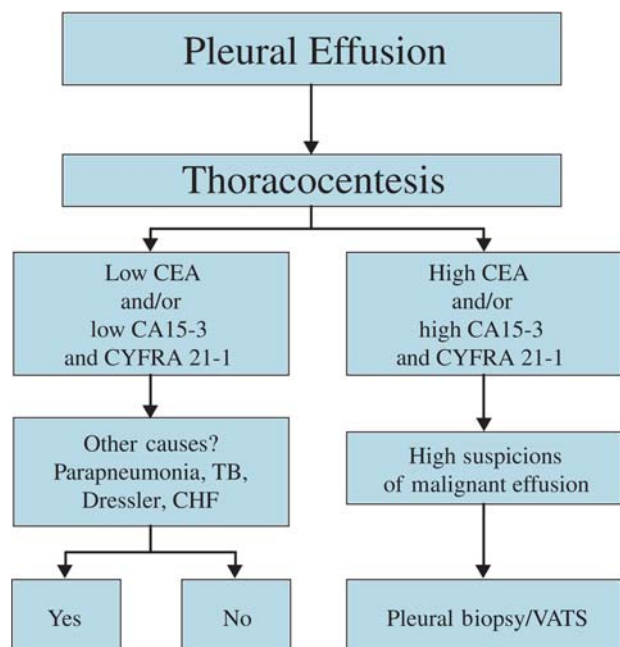 Pleural Effusion
Thoracocentesis
Low CEA
and/or
low CA15-3
and CYFRA 21-1
High CEA
and/or
high CA15-3
and CYFRA 21-1
Other causes?
Parapneumonia, TB,
Dressler, CHF
High suspicions
of malignant effusion
Yes
No
Pleural biopsy/VATS